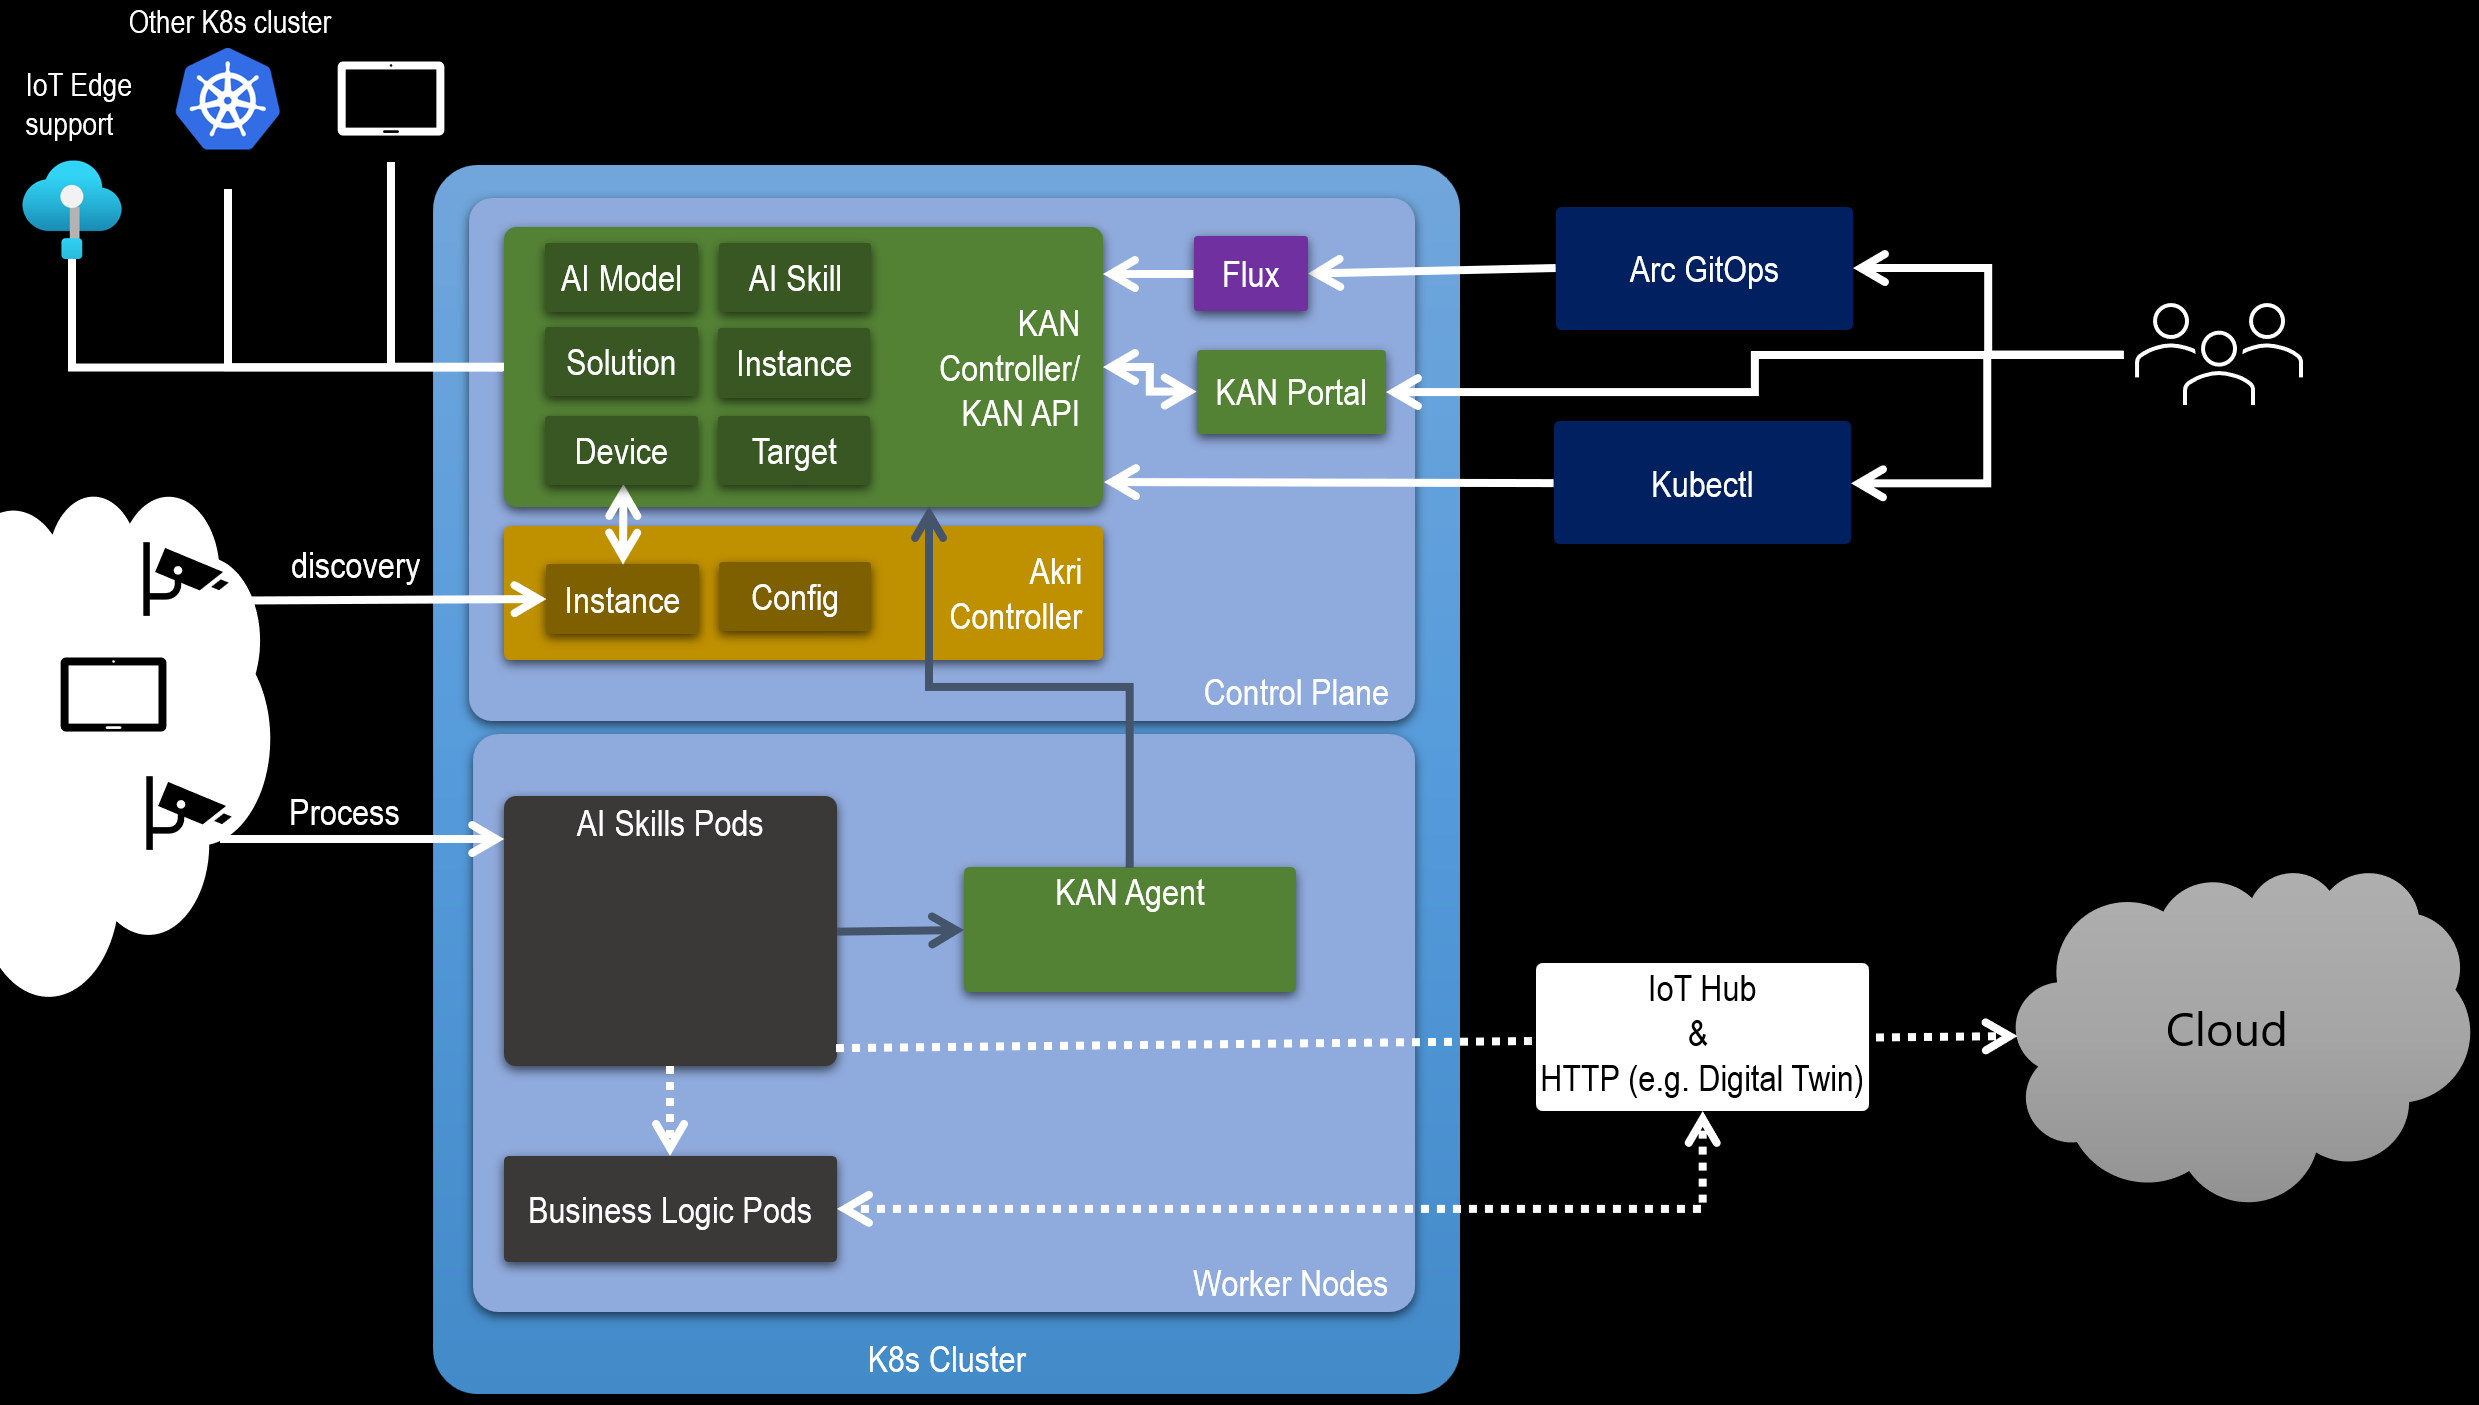 Other K8s cluster
IoT Edge
support
AI Model
AI Skill
Solution
Instance
Device
Target
KAN
Controller/
KAN API
Flux
KAN Portal
Arc GitOps
Kubectl
discovery
Instance
Config
Akri
Controller
Control Plane
Process
AI Skills Pods
KAN Agent
IoT Hub
&
HTTP (e.g. Digital Twin)
Cloud
Business Logic Pods
Worker Nodes
K8s Cluster